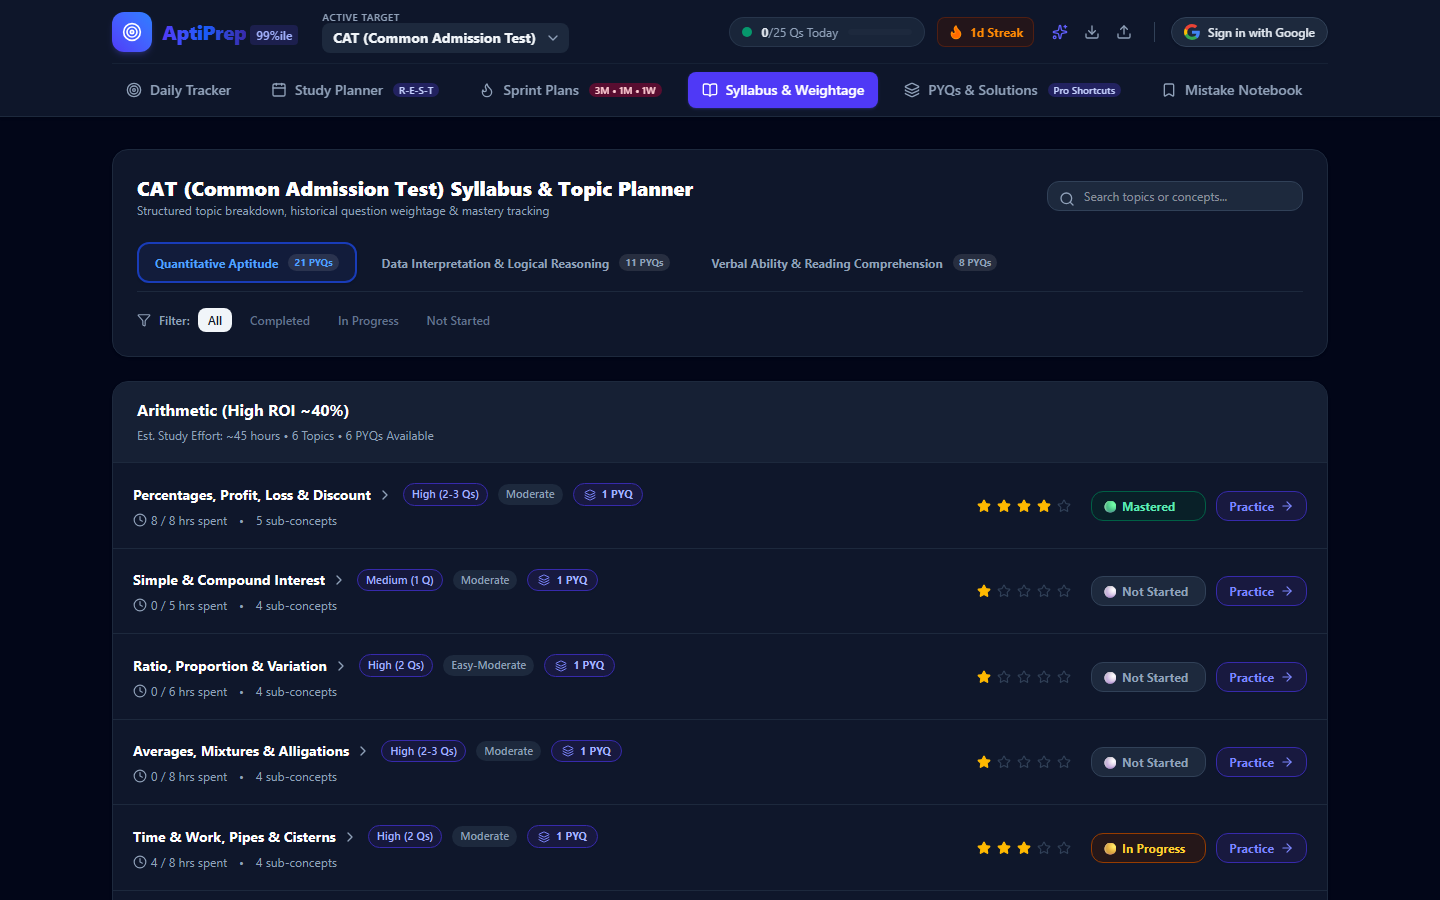 AptiPrep 99%ile
ACTIVE TARGET
CAT (Common Admission Test)
0/25 Qs Today
1d Streak
Sign in with Google
Daily Tracker
Study Planner R-E-S-T
Sprint Plans 3M • 1M • 1W
Syllabus & Weightage
PYQs & Solutions Pro Shortcuts
Mistake Notebook
CAT (Common Admission Test) Syllabus & Topic Planner
Structured topic breakdown, historical question weightage & mastery tracking
Search topics or concepts...
Quantitative Aptitude 21 PYQs
Data Interpretation & Logical Reasoning 11 PYQs
Verbal Ability & Reading Comprehension 8 PYQs
Filter: All Completed In Progress Not Started
Arithmetic (High ROI ~40%)
Est. Study Effort: ~45 hours • 6 Topics • 6 PYQs Available
Percentages, Profit, Loss & Discount High (2-3 Qs) Moderate 1 PYQ
8 / 8 hrs spent • 5 sub-concepts
Mastered Practice
Simple & Compound Interest Medium (1 Q) Moderate 1 PYQ
0 / 5 hrs spent • 4 sub-concepts
Not Started Practice
Ratio, Proportion & Variation High (2 Qs) Easy-Moderate 1 PYQ
0 / 6 hrs spent • 4 sub-concepts
Not Started Practice
Averages, Mixtures & Alligations High (2-3 Qs) Moderate 1 PYQ
0 / 8 hrs spent • 4 sub-concepts
Not Started Practice
Time & Work, Pipes & Cisterns High (2 Qs) Moderate 1 PYQ
4 / 8 hrs spent • 4 sub-concepts
In Progress Practice